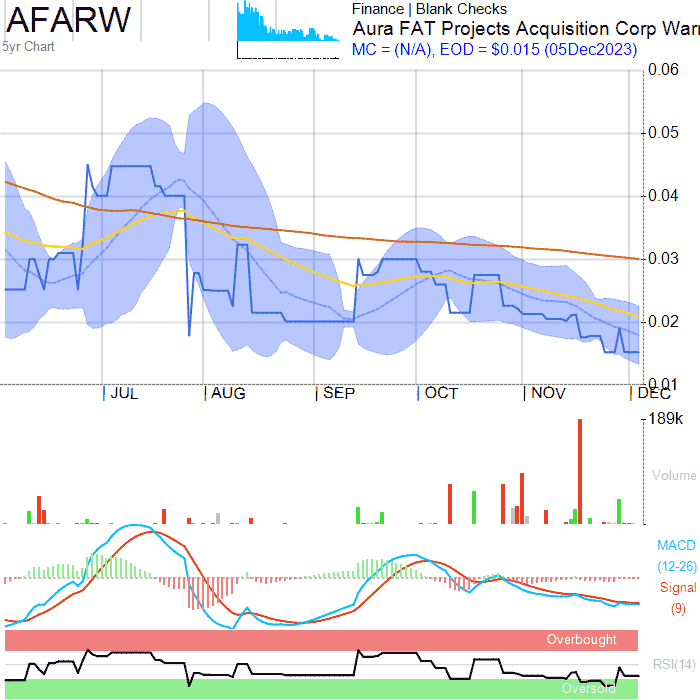 AFARW
5yr Chart
Finance | Blank Checks
Aura FAT Projects Acquisition Corp Warr
MC = (N/A), EOD = $0.015 (05Dec2023)
0.06
0.05
0.04
0.03
0.02
0.01
JUL
AUG
SEP
OCT
NOV
DEC
189k
Volume
MACD
(12-26)
Signal
(9)
Overbought
RSI(14)
Oversold